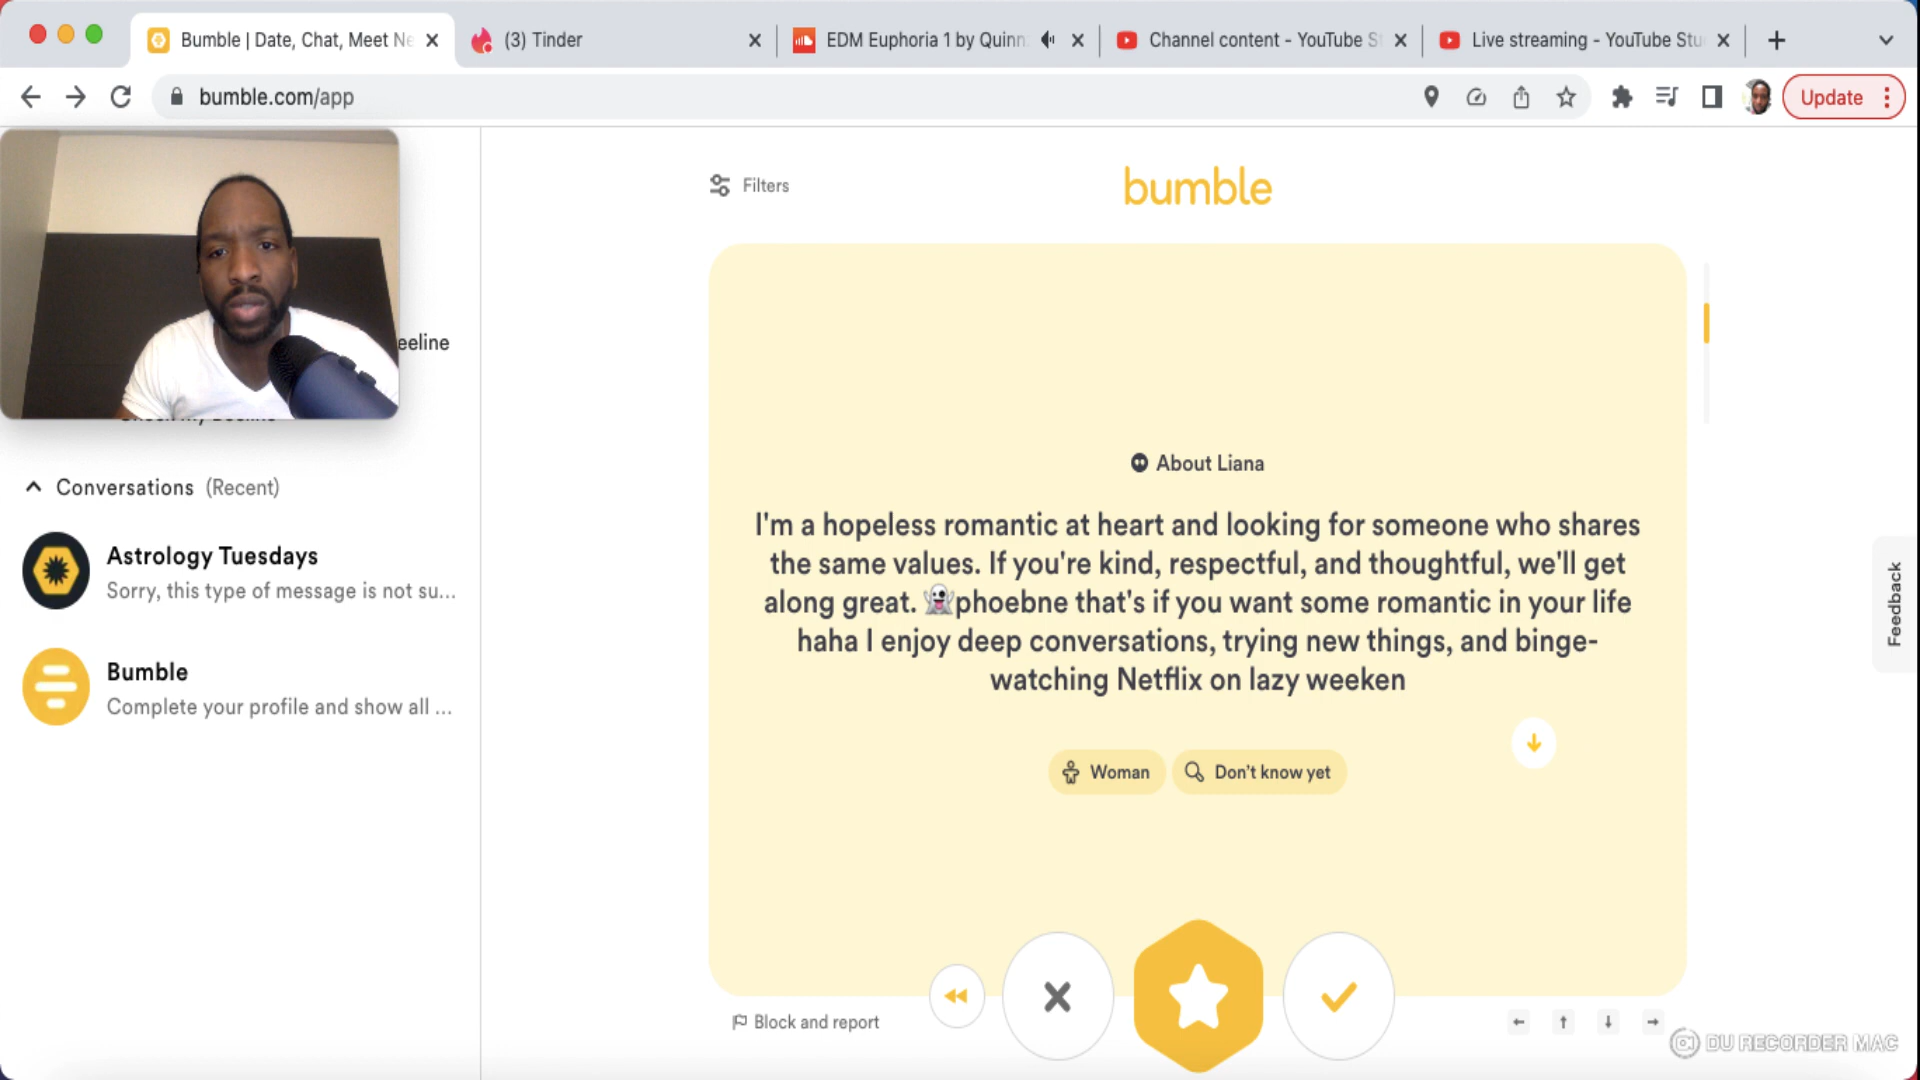 Bumble | Date, Chat, Meet Ne
(3) Tinder
EDM Euphoria 1 by Quinn
Channel content - YouTube St
Live streaming - YouTube Stu
bumble.com/app
Update
eeline
Filters
bumble
Conversations (Recent)
Astrology Tuesdays
Sorry, this type of message is not su...
Bumble
Complete your profile and show all ...
About Liana
I'm a hopeless romantic at heart and looking for someone who shares
the same values. If you're kind, respectful, and thoughtful, we'll get
along great. 👻phoebne that's if you want some romantic in your life
haha I enjoy deep conversations, trying new things, and binge-
watching Netflix on lazy weeken
Woman
Don't know yet
Feedback
Block and report
DU RECORDER MAC